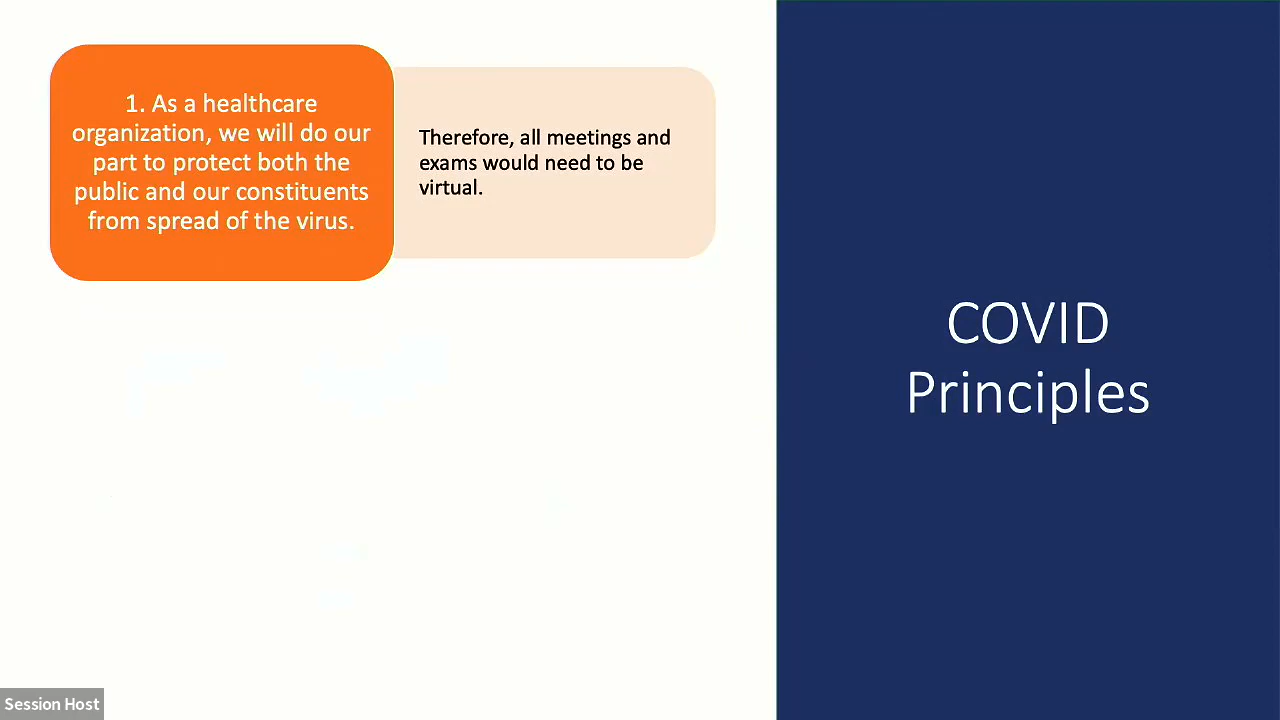 1. As a healthcare
organization, we will do our
part to protect both the
public and our constituents
from spread of the virus.
Therefore, all meetings and
exams would need to be
virtual.
COVID
Principles
Session Host